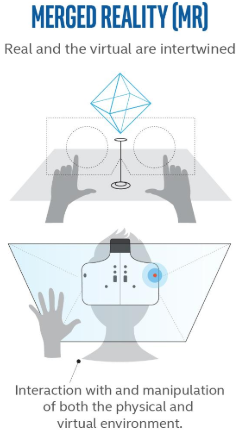 MERGED REALITY (MR)
Real and the virtual are intertwined
Interaction with and manipulation
of both the physical and
virtual environment.